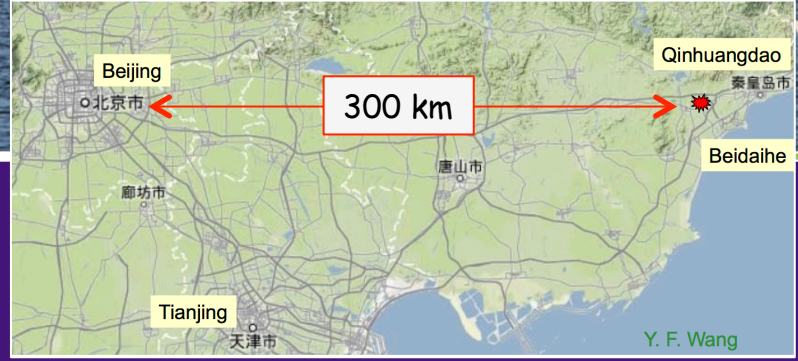 Qinhuangdao
Beijing
秦皇岛市
北京市
300 km
Beidaihe
唐山市
廊坊市
Tianjing
天津市
Y. F. Wang